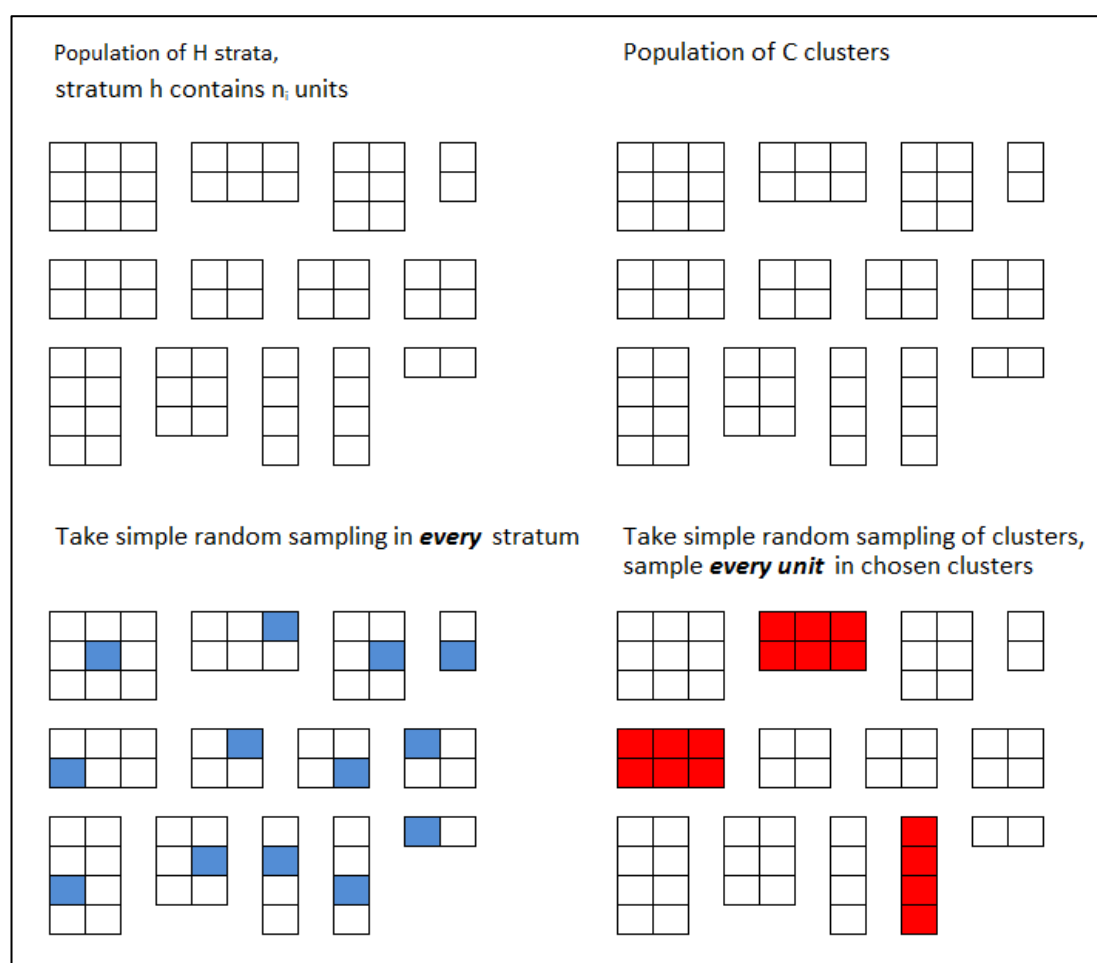 Population of H strata,
stratum h contains nᵢ units
Population of C clusters
Take simple random sampling in every stratum
Take simple random sampling of clusters,
sample every unit in chosen clusters